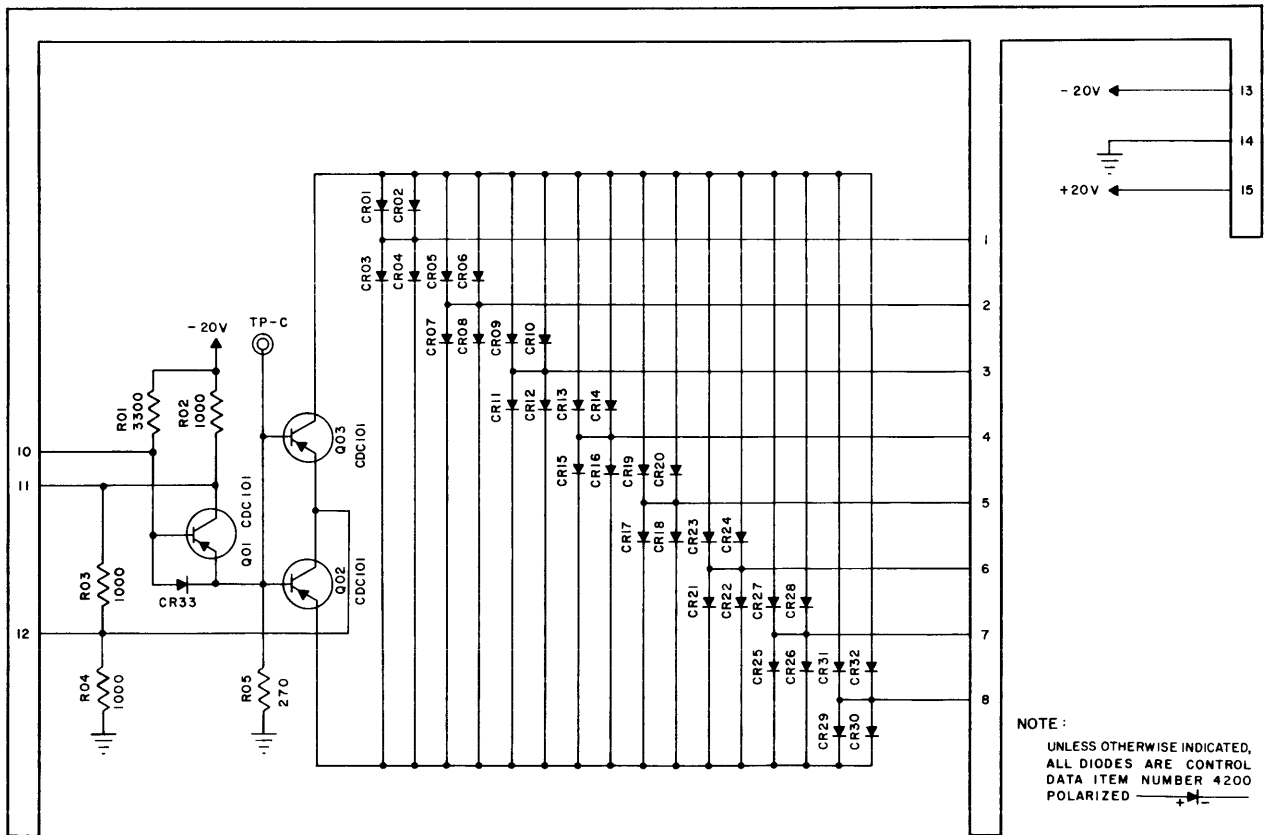 - 20V
13
14
+20V
15
CR01
CR02
1
CR03
CR04
CR05
CR06
2
- 20V
TP-C
CR07
CR08
CR09
CR10
3
R01
3300
R02
1000
CR11
CR12
CR13
CR14
4
10
Q03
CDC101
CR15
CR16
CR19
CR20
11
CDC101
Q01
5
CR17
CR18
CR23
CR24
R03
1000
CR33
Q02
CDC101
6
CR21
CR22
CR27
CR28
12
7
R04
1000
R05
270
CR25
CR26
CR31
CR32
8
CR29
CR30
NOTE :
UNLESS OTHERWISE INDICATED,
ALL DIODES ARE CONTROL
DATA ITEM NUMBER 4200
POLARIZED + -